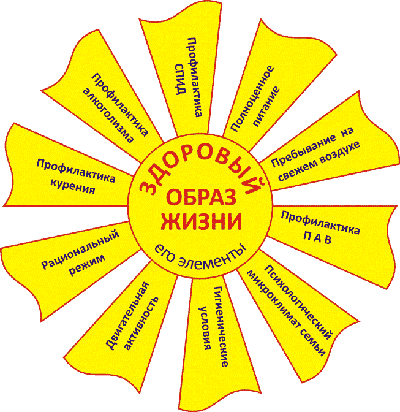 ЗДОРОВЫЙ
ОБРАЗ
ЖИЗНИ
его элементы
Профилактика
СПИД
Полноценное
питание
Пребывание на
свежем воздухе
Профилактика
П А В
Психологический
микроклимат семьи
Гигиенические
условия
Двигательная
активность
Рациональный
режим
Профилактика
курения
Профилактика
алкоголизма